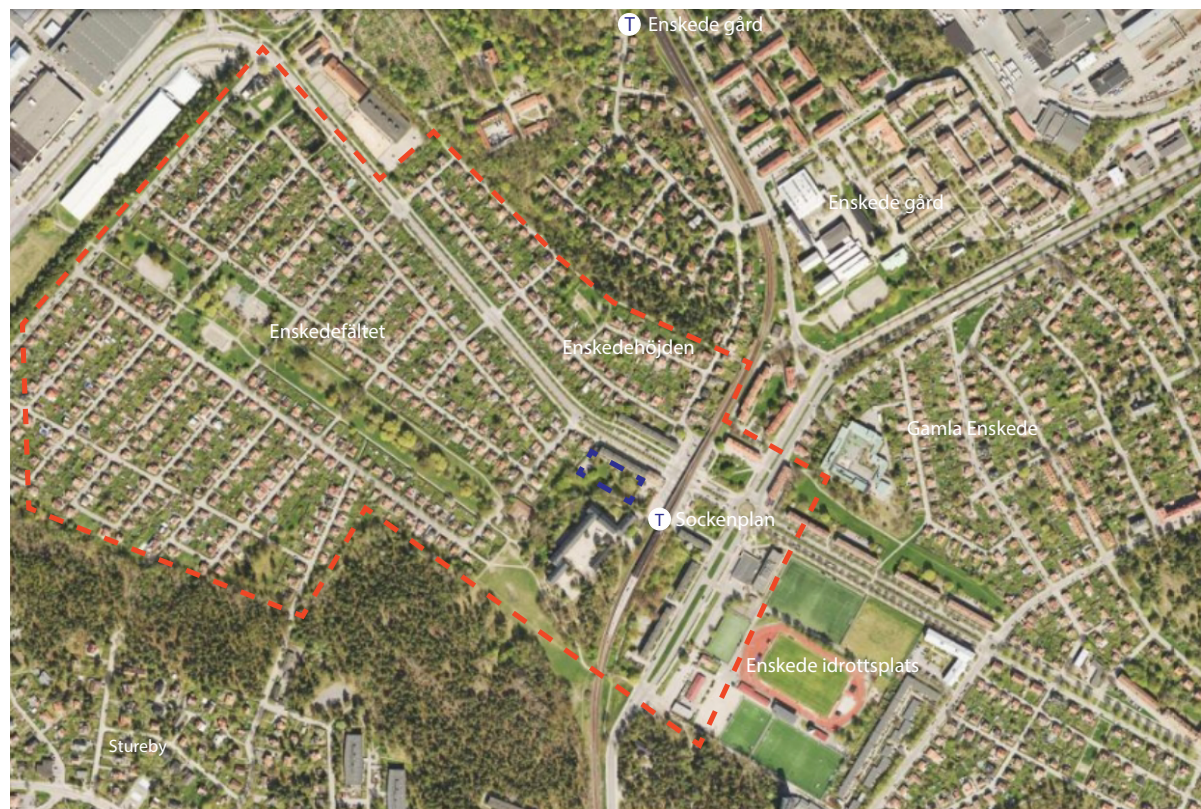 T Enskede gård
Enskede gård
Enskedefältet
Enskedehöjden
Gamla Enskede
T Sockenplan
Enskede idrottsplats
Stureby